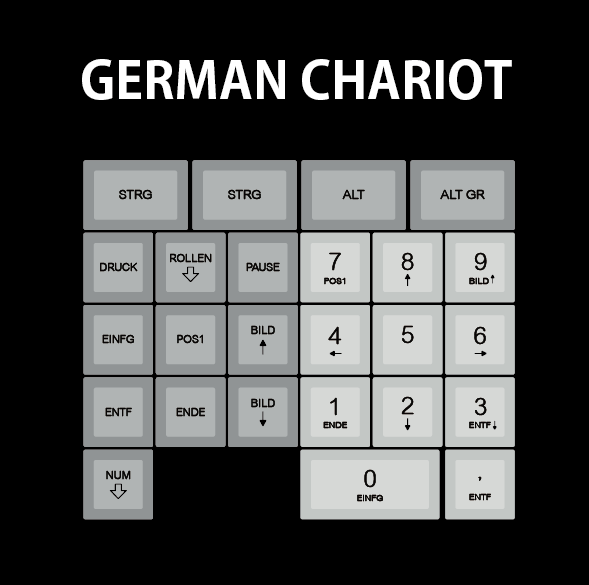 GERMAN CHARIOT
STRG
STRG
ALT
ALT GR
DRUCK
ROLLEN
⇩
PAUSE
7
POS1
8
↑
9
BILD↑
EINFG
POS1
BILD
↑
4
←
5
6
→
ENTF
ENDE
BILD
↓
1
ENDE
2
↓
3
ENTF↓
NUM
⇩
0
EINFG
,
ENTF